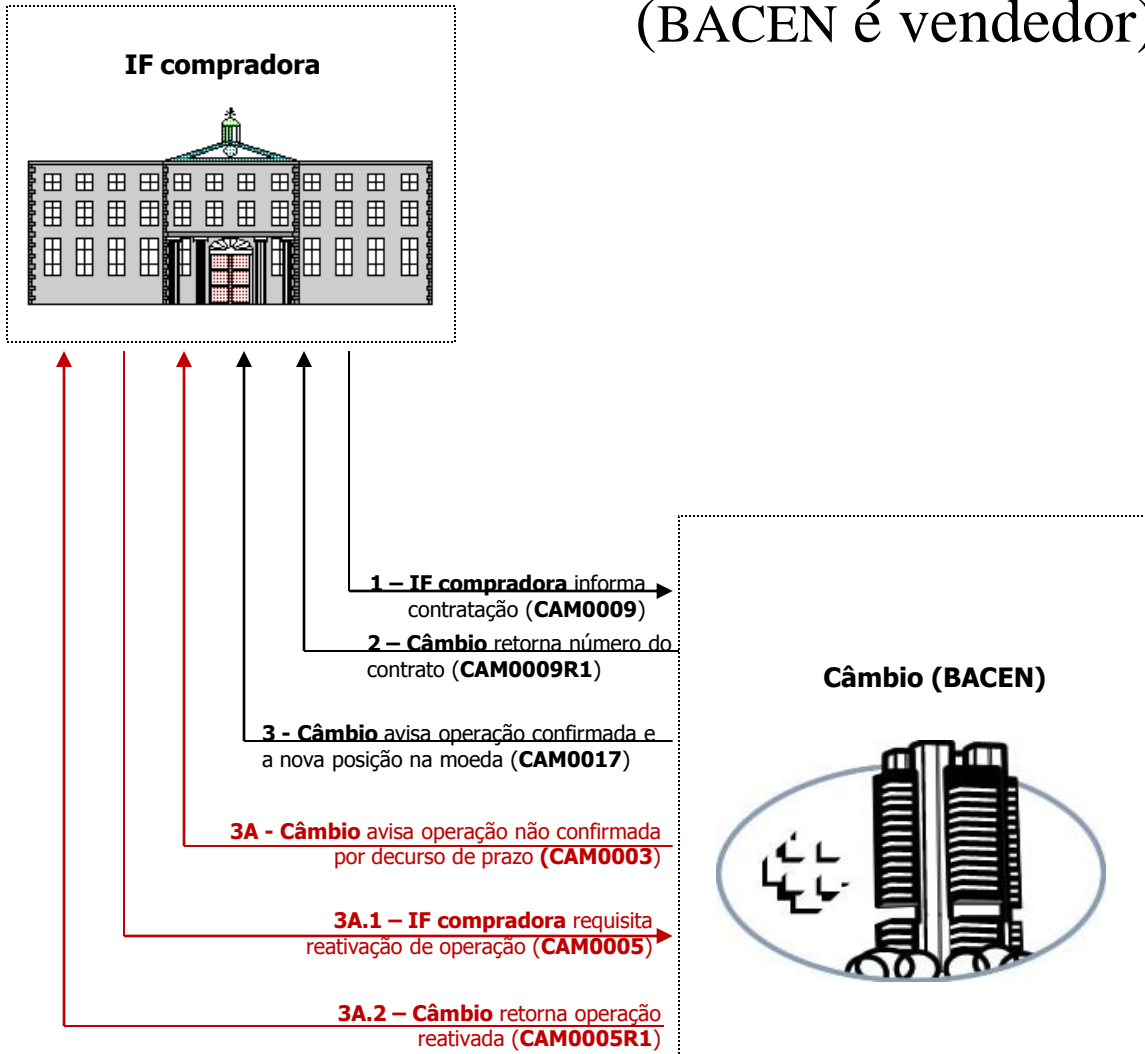 (BACEN é vendedor)
IF compradora
1 – IF compradora informa
contratação (CAM0009)
2 – Câmbio retorna número do
contrato (CAM0009R1)
Câmbio (BACEN)
3 - Câmbio avisa operação confirmada e
a nova posição na moeda (CAM0017)
3A - Câmbio avisa operação não confirmada
por decurso de prazo (CAM0003)
3A.1 – IF compradora requisita
reativação de operação (CAM0005)
3A.2 – Câmbio retorna operação
reativada (CAM0005R1)